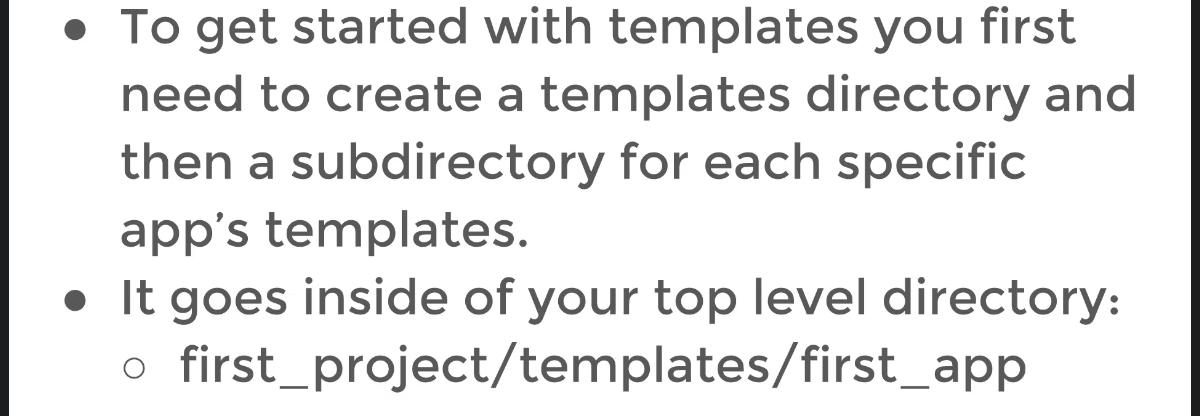 ● To get started with templates you first
need to create a templates directory and
then a subdirectory for each specific
app’s templates.
● It goes inside of your top level directory:
○ first_project/templates/first_app